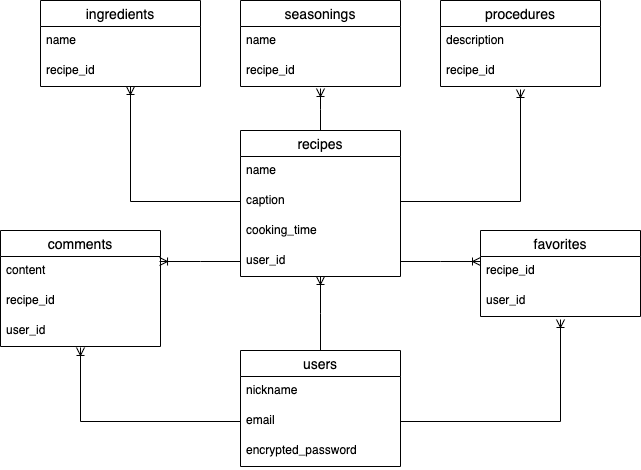 ingredients
name
recipe_id
seasonings
name
recipe_id
procedures
description
recipe_id
recipes
name
caption
cooking_time
user_id
comments
content
recipe_id
user_id
favorites
recipe_id
user_id
users
nickname
email
encrypted_password